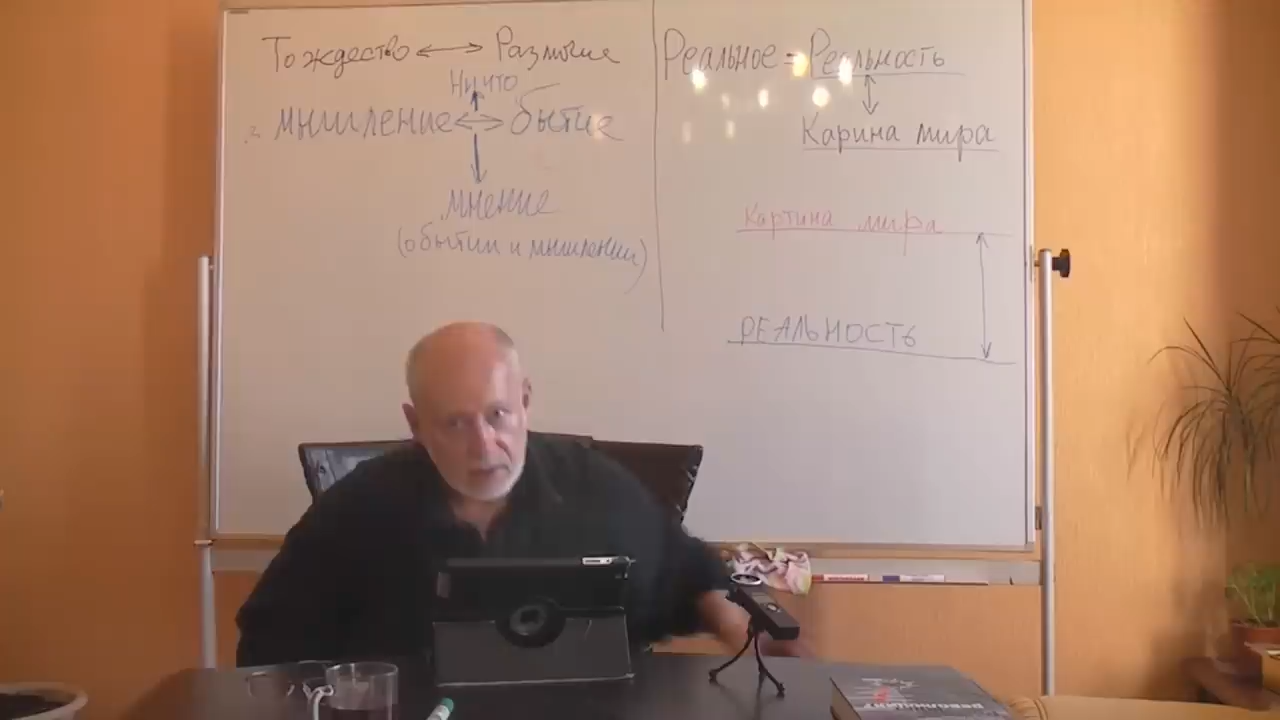 Тождество ↔ Различие
Ничто
мышление ↔ бытие
мнение
(о бытии и мышлении)
Реальное = Реальность
Карина мира
Картина мира
РЕАЛЬНОСТЬ